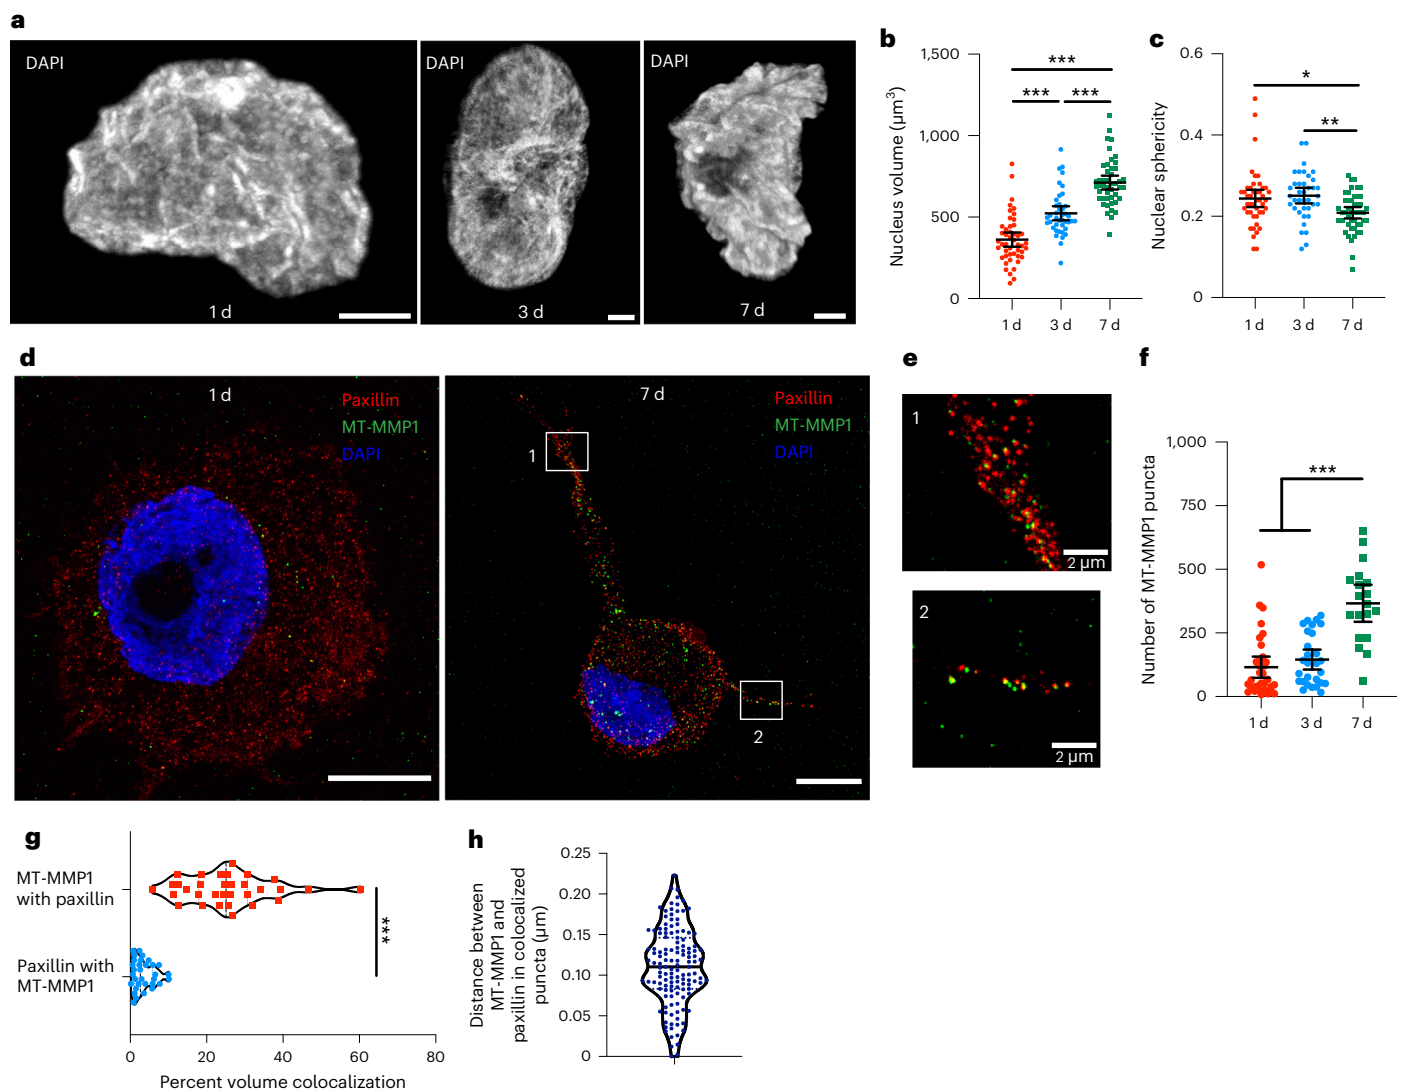 a
DAPI
1 d
DAPI
3 d
DAPI
7 d
b
Nucleus volume (µm³)
1,500
1,000
500
0
***
*** ***
1 d 3 d 7 d
c
Nuclear sphericity
0.6
0.4
0.2
0
*
**
1 d 3 d 7 d
d
1 d
Paxillin
MT-MMP1
DAPI
7 d
Paxillin
MT-MMP1
DAPI
1
2
e
1
2 µm
2
2 µm
f
Number of MT-MMP1 puncta
1,000
750
500
250
0
***
1 d 3 d 7 d
g
MT-MMP1
with paxillin
Paxillin with
MT-MMP1
***
0 20 40 60 80
Percent volume colocalization
h
Distance between
MT-MMP1 and
paxillin in colocalized
puncta (µm)
0.25
0.20
0.15
0.10
0.05
0